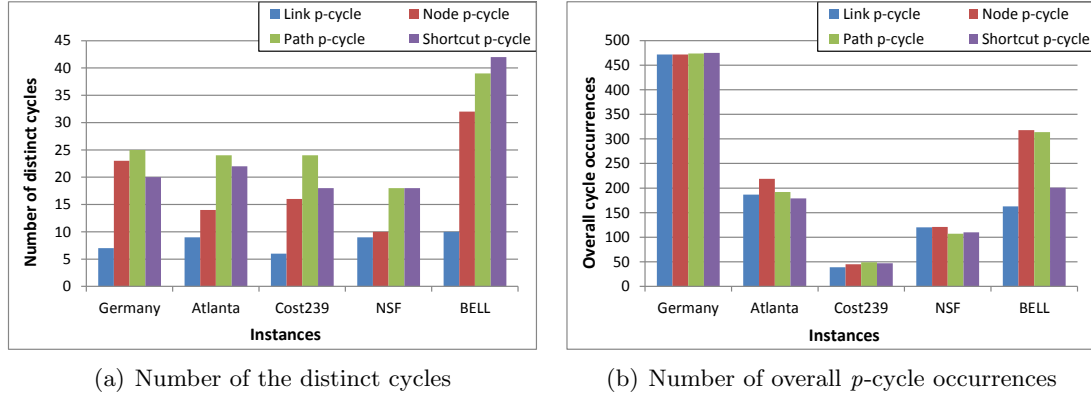 Link p-cycle Node p-cycle
Path p-cycle Shortcut p-cycle
45
40
35
30
25
20
15
10
5
0
Number of distinct cycles
Germany Atlanta Cost239 NSF BELL
Instances
(a) Number of the distinct cycles
Link p-cycle Node p-cycle
Path p-cycle Shortcut p-cycle
500
450
400
350
300
250
200
150
100
50
0
Overall cycle occurrences
Germany Atlanta Cost239 NSF BELL
Instances
(b) Number of overall p-cycle occurrences